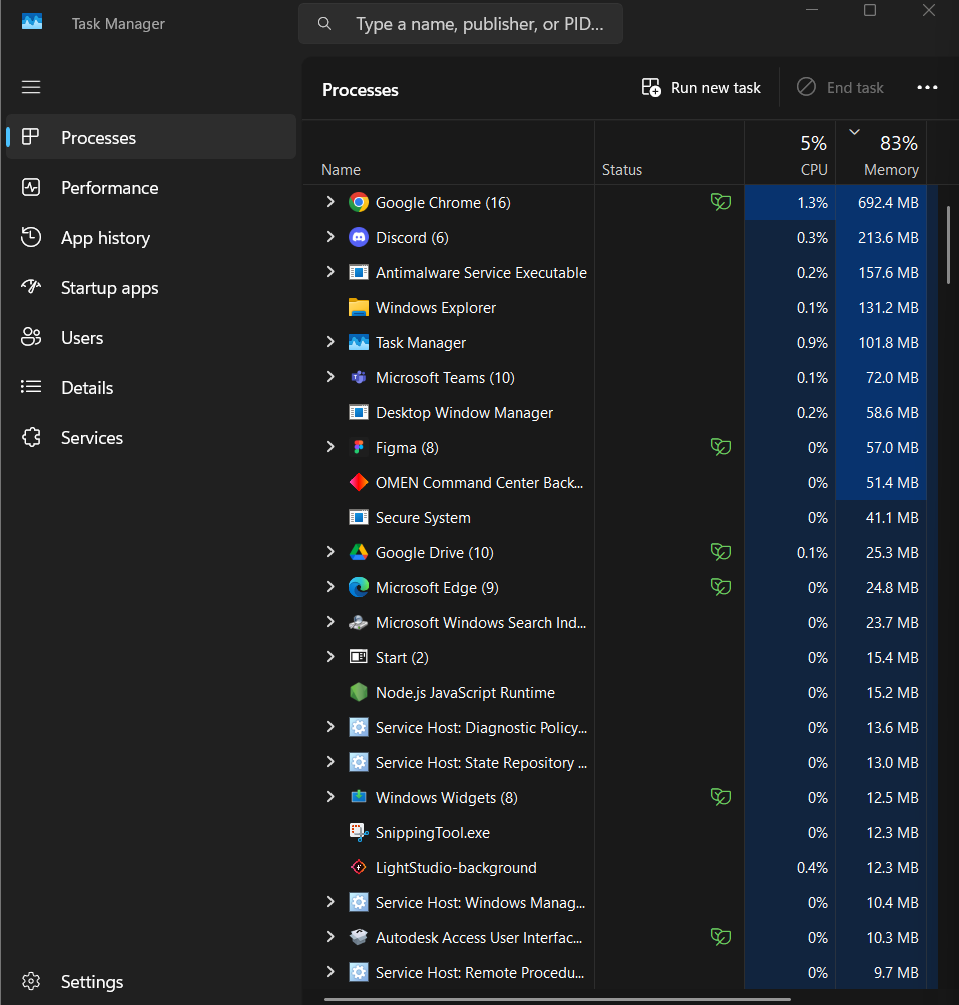 Task Manager
Type a name, publisher, or PID...
Processes
Run new task
End task
Processes
Performance
App history
Startup apps
Users
Details
Services
Settings
5% 83%
Name Status CPU Memory
Google Chrome (16) 1.3% 692.4 MB
Discord (6) 0.3% 213.6 MB
Antimalware Service Executable 0.2% 157.6 MB
Windows Explorer 0.1% 131.2 MB
Task Manager 0.9% 101.8 MB
Microsoft Teams (10) 0.1% 72.0 MB
Desktop Window Manager 0.2% 58.6 MB
Figma (8) 0% 57.0 MB
OMEN Command Center Back... 0% 51.4 MB
Secure System 0% 41.1 MB
Google Drive (10) 0.1% 25.3 MB
Microsoft Edge (9) 0% 24.8 MB
Microsoft Windows Search Ind... 0% 23.7 MB
Start (2) 0% 15.4 MB
Node.js JavaScript Runtime 0% 15.2 MB
Service Host: Diagnostic Policy... 0% 13.6 MB
Service Host: State Repository ... 0% 13.0 MB
Windows Widgets (8) 0% 12.5 MB
SnippingTool.exe 0% 12.3 MB
LightStudio-background 0.4% 12.3 MB
Service Host: Windows Manag... 0% 10.4 MB
Autodesk Access User Interfac... 0% 10.3 MB
Service Host: Remote Procedu... 0% 9.7 MB